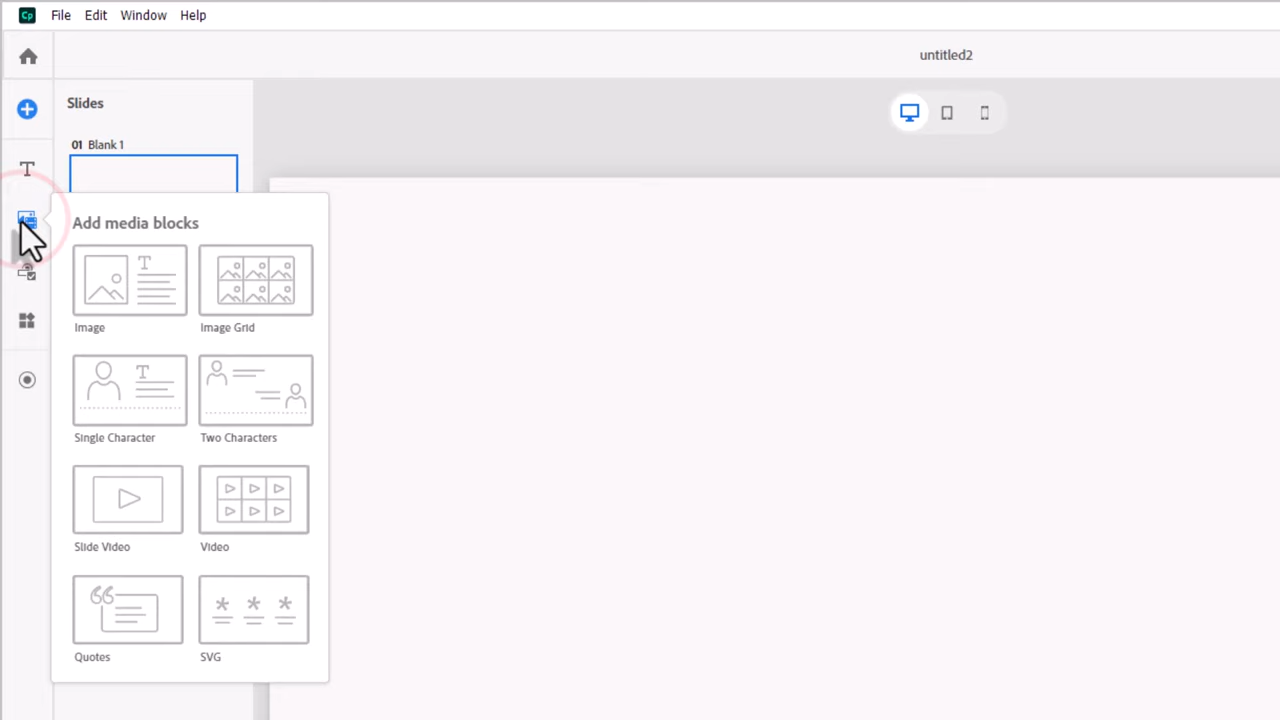 Cp File Edit Window Help
untitled2
Slides
01 Blank 1
T
Add media blocks
T
Image Image Grid
T
Single Character Two Characters
Slide Video Video
Quotes SVG